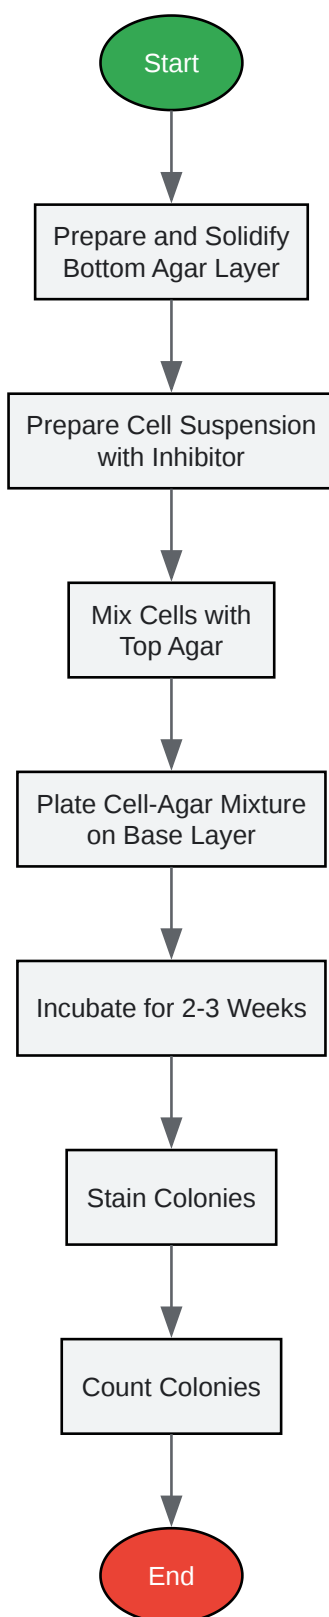 Start
Prepare and Solidify
Bottom Agar Layer
Prepare Cell Suspension
with Inhibitor
Mix Cells with
Top Agar
Plate Cell-Agar Mixture
on Base Layer
Incubate for 2-3 Weeks
Stain Colonies
Count Colonies
End